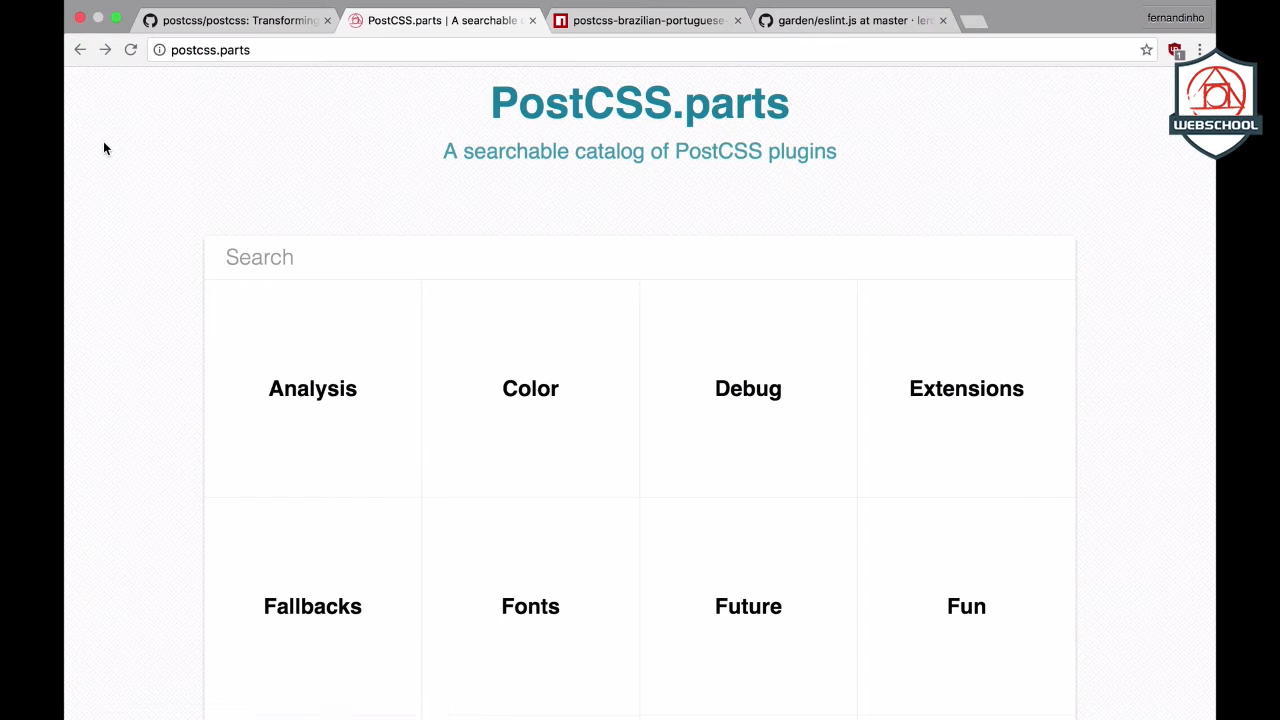 postcss/postcss: Transforming
PostCSS.parts | A searchable c
postcss-brazilian-portuguese-
garden/eslint.js at master · ler
fernandinho
postcss.parts
1
WEBSCHOOL
PostCSS.parts
A searchable catalog of PostCSS plugins
Search
Analysis
Color
Debug
Extensions
Fallbacks
Fonts
Future
Fun